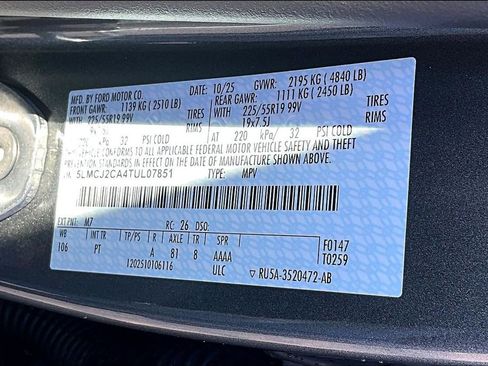 MFD. BY FORD MOTOR CO. 10/25 GVWR: 2195 KG ( 4840 LB)
FRONT GAWR: 1139 KG ( 2510 LB) REAR GAWR: 1111 KG ( 2450 LB)
WITH 225/55R19 99V TIRES WITH 225/55R19 99V TIRES
RIMS 19x7.5J RIMS
kPa/ 32 PSI COLD AT 220 kPa/ 32 PSI COLD
CONFORMS TO ALL APPLICABLE FEDERAL MOTOR VEHICLE SAFETY
STANDARDS IN EFFECT ON THE DATE OF MANUFACTURE SHOWN ABOVE.
5LMCJ2CA4TUL07851 TYPE: MPV
EXT PNT: M7 RC: 26 DSO: F0147
WB INT TR TP/PS R AXLE TR SPR T0259
106 PT A 81 8 AAAA
ULC
1202510106116 ▽ RU5A-3520472-AB